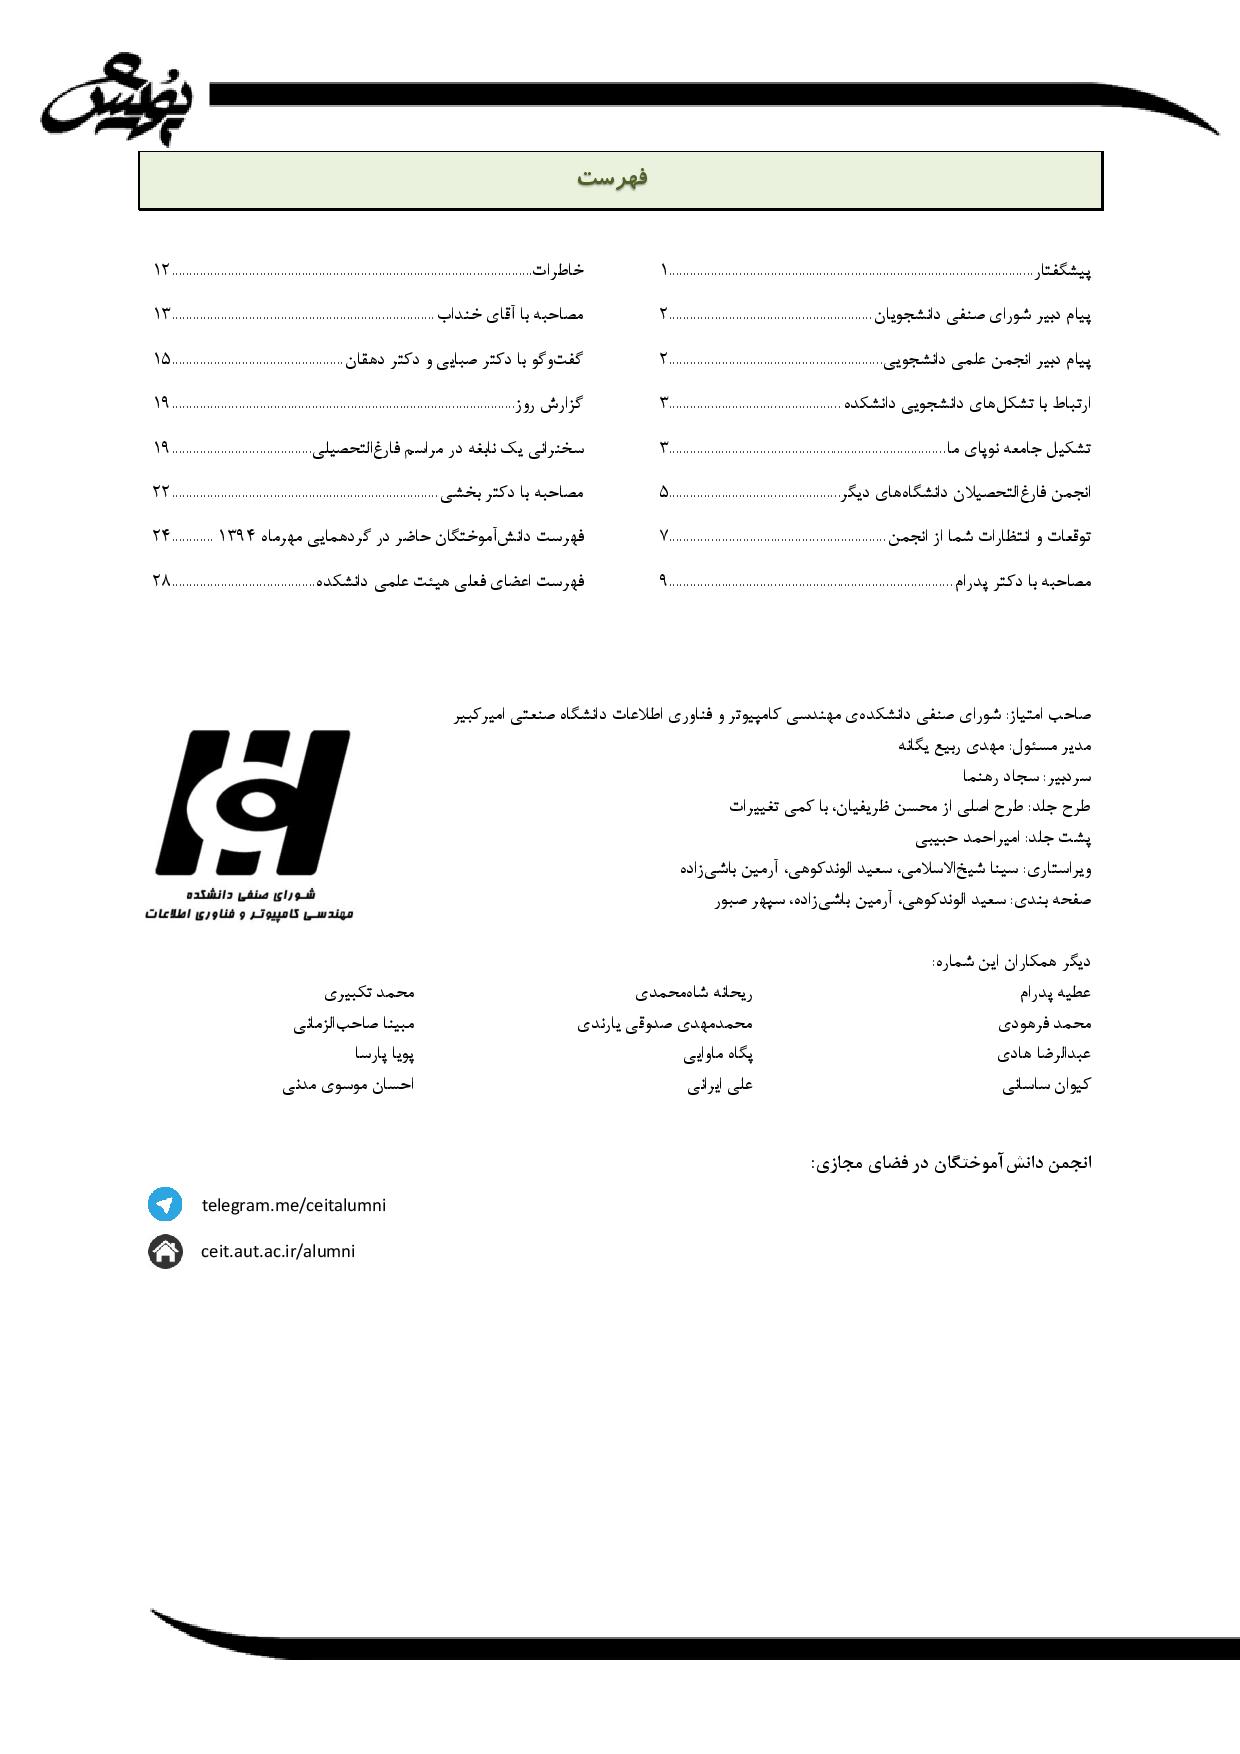 پویش
فهرست
پیشگفتار....................1
پیام دبیر شورای صنفی دانشجویان....................۲
پیام دبیر انجمن علمی دانشجویی....................۲
ارتباط با تشکل‌های دانشجویی دانشکده....................۳
تشکیل جامعه نوپای ما....................۳
انجمن فارغ‌التحصیلان دانشگاه‌های دیگر....................۵
توقعات و انتظارات شما از انجمن....................۷
مصاحبه با دکتر پدرام....................۹
خاطرات....................۱۲
مصاحبه با آقای خنداب....................۱۳
گفت‌وگو با دکتر صبایی و دکتر دهقان....................۱۵
گزارش روز....................۱۹
سخنرانی یک نابغه در مراسم فارغ‌التحصیلی....................۱۹
مصاحبه با دکتر بخشی....................۲۲
فهرست دانش‌آموختگان حاضر در گردهمایی مهرماه ۱۳۹۴ ...........۲۴
فهرست اعضای فعلی هیئت علمی دانشکده....................۲۸
صاحب امتیاز: شورای صنفی دانشکده‌ی مهندسی کامپیوتر و فناوری اطلاعات دانشگاه صنعتی امیرکبیر
مدیر مسئول: مهدی ربیع یگانه
سردبیر: سجاد رهنما
طرح جلد: طرح اصلی از محسن ظریفیان، با کمی تغییرات
پشت جلد: امیراحمد حبیبی
ویراستاری: سینا شیخ‌الاسلامی، سعید الوندکوهی، آرمین باشی‌زاده
صفحه بندی: سعید الوندکوهی، آرمین باشی‌زاده، سپهر صبور
شورای صنفی دانشکده
مهندسی کامپیوتر و فناوری اطلاعات
دیگر همکاران این شماره:
عطیه پدرام ریحانه شاه‌محمدی محمد تکبیری
محمد فرهودی محمدمهدی صدوقی یارندی مبینا صاحب‌الزمانی
عبدالرضا هادی پگاه ماوایی پویا پارسا
کیوان ساسانی علی ایرانی احسان موسوی مدنی
انجمن دانش‌آموختگان در فضای مجازی:
telegram.me/ceitalumni
ceit.aut.ac.ir/alumni